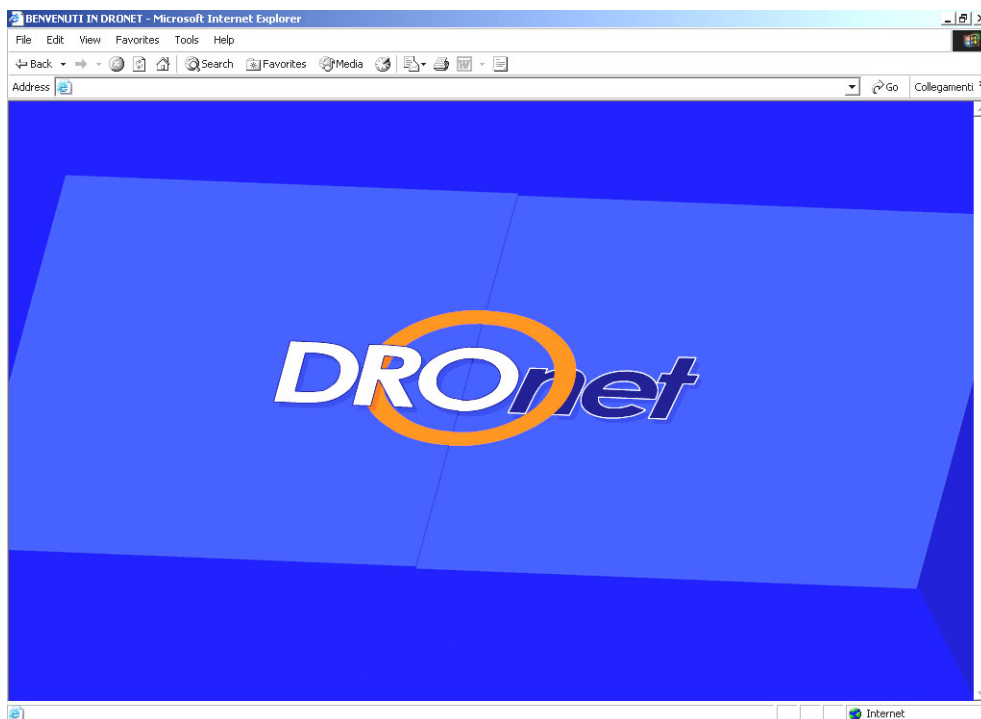 BENVENUTI IN DRONET - Microsoft Internet Explorer
File Edit View Favorites Tools Help
Back Search Favorites Media
Address Go Collegamenti
DROnet
Internet